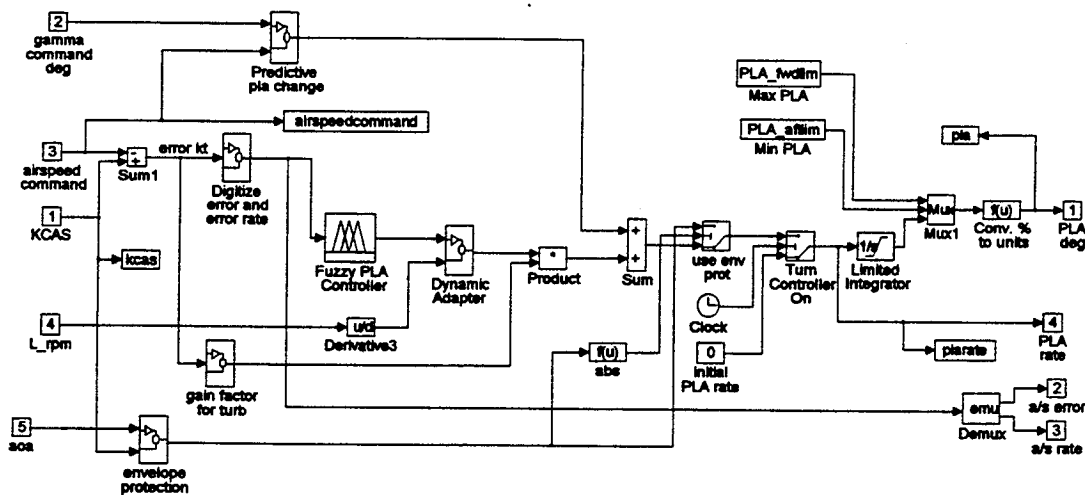 2
gamma
command
deg
Predictive
pla change
airspeedcommand
3
airspeed
command
Sum1
error kt
Digitize
error and
error rate
1
KCAS
kcas
Fuzzy PLA
Controller
Dynamic
Adapter
*
Product
Sum
4
L_rpm
u/d
Derivative3
gain factor
for turb
5
aoa
envelope
protection
f(u)
abs
use env
prot
Clock
0
initial
PLA rate
Turn
Controller
On
1/s
Limited
Integrator
PLA_fwdlim
Max PLA
PLA_aftlim
Min PLA
Mux
Mux1
f(u)
Conv. %
to units
pla
1
PLA
deg
4
PLA
rate
plarate
emu
Demux
2
a/s error
3
a/s rate